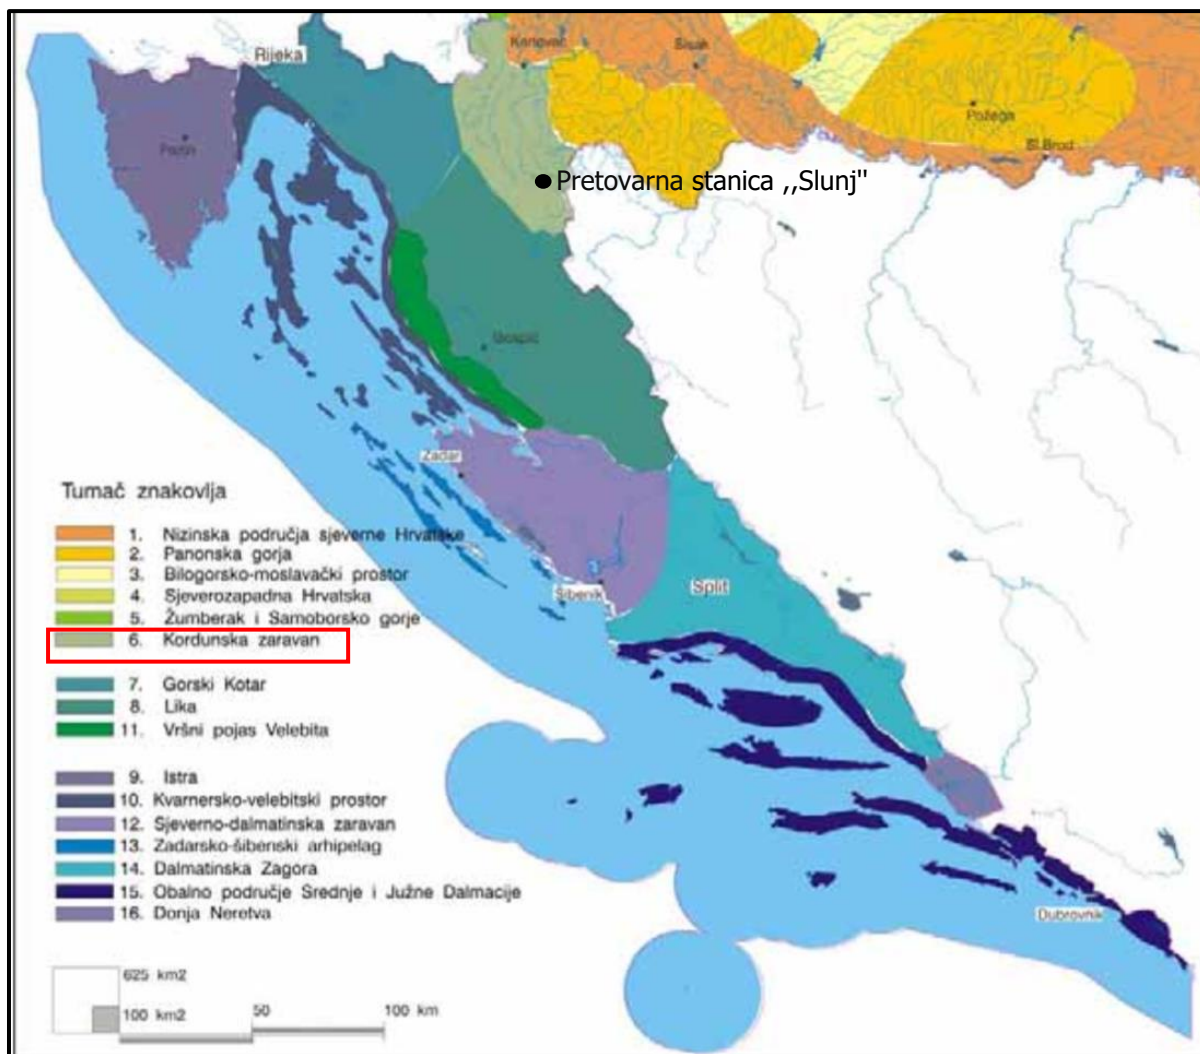 Rijeka
Karlovac
Sisak
Požega
Sl.Brod
Pazin
Pretovarna stanica ,,Slunj"
Gospić
Zadar
Tumač znakovlja
1. Nizinska područja sjeverne Hrvatske
2. Panonska gorja
3. Bilogorsko-moslavački prostor
4. Sjeverozapadna Hrvatska
5. Žumberak i Samoborsko gorje
6. Kordunska zaravan
Šibenik
Split
7. Gorski Kotar
8. Lika
11. Vršni pojas Velebita
9. Istra
10. Kvarnersko-velebitski prostor
12. Sjeverno-dalmatinska zaravan
13. Zadarsko-šibenski arhipelag
14. Dalmatinska Zagora
15. Obalno područje Srednje i Južne Dalmacije
16. Donja Neretva
Dubrovnik
625 km2
100 km2
50
100 km